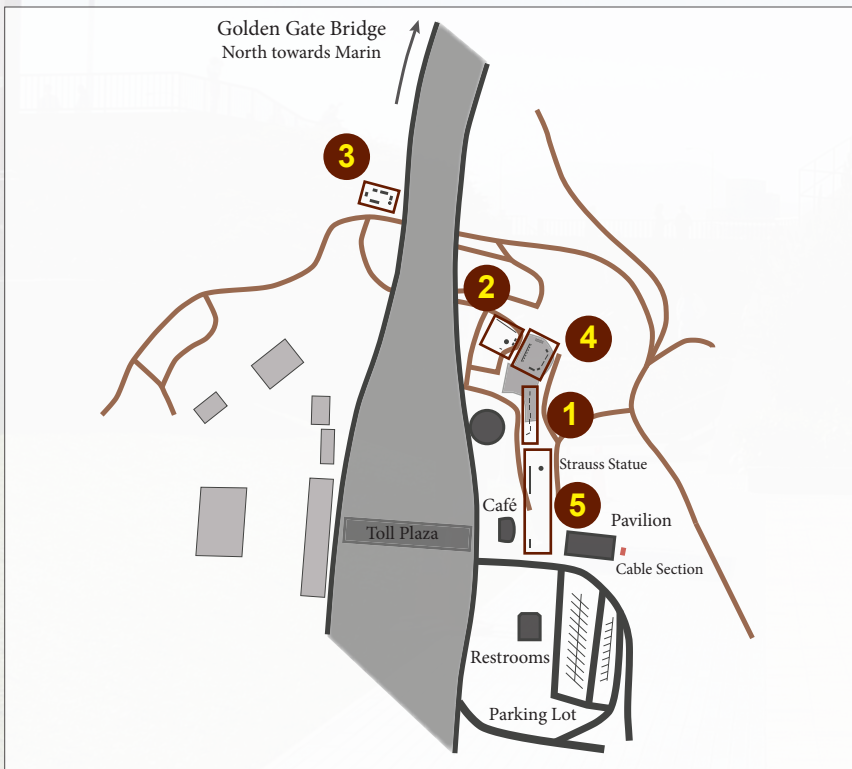 Golden Gate Bridge
North towards Marin
3
2
4
1
Strauss Statue
5
Café
Pavilion
Toll Plaza
Cable Section
Restrooms
Parking Lot